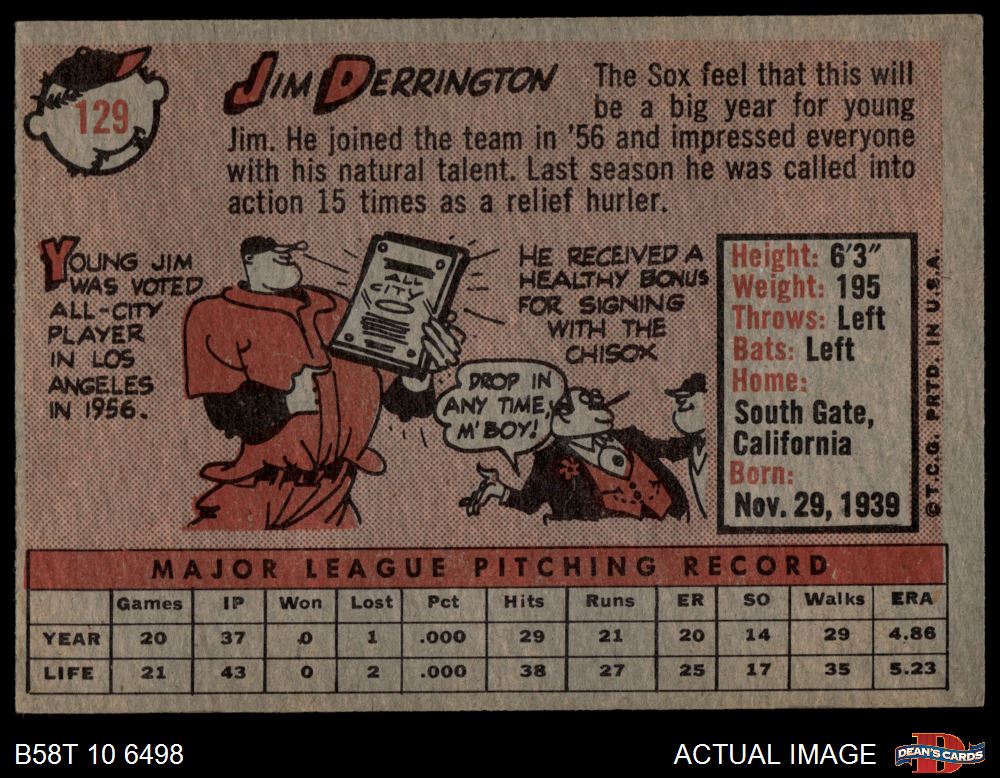 129
JIM DERRINGTON
The Sox feel that this will
be a big year for young
Jim. He joined the team in '56 and impressed everyone
with his natural talent. Last season he was called into
action 15 times as a relief hurler.
YOUNG JIM
WAS VOTED
ALL-CITY
PLAYER
IN LOS
ANGELES
IN 1956.
ALL
CITY
HE RECEIVED A
HEALTHY BONUS
FOR SIGNING
WITH THE
CHISOX
DROP IN
ANY TIME,
M'BOY!
Height: 6'3"
Weight: 195
Throws: Left
Bats: Left
Home:
South Gate,
California
Born:
Nov. 29, 1939
© T.C.G. PRTD. IN U.S.A.
MAJOR LEAGUE PITCHING RECORD
Games IP Won Lost Pct Hits Runs ER SO Walks ERA
YEAR 20 37 0 1 .000 29 21 20 14 29 4.86
LIFE 21 43 0 2 .000 38 27 25 17 35 5.23
B58T 10 6498
ACTUAL IMAGE
D
DEAN'S CARDS